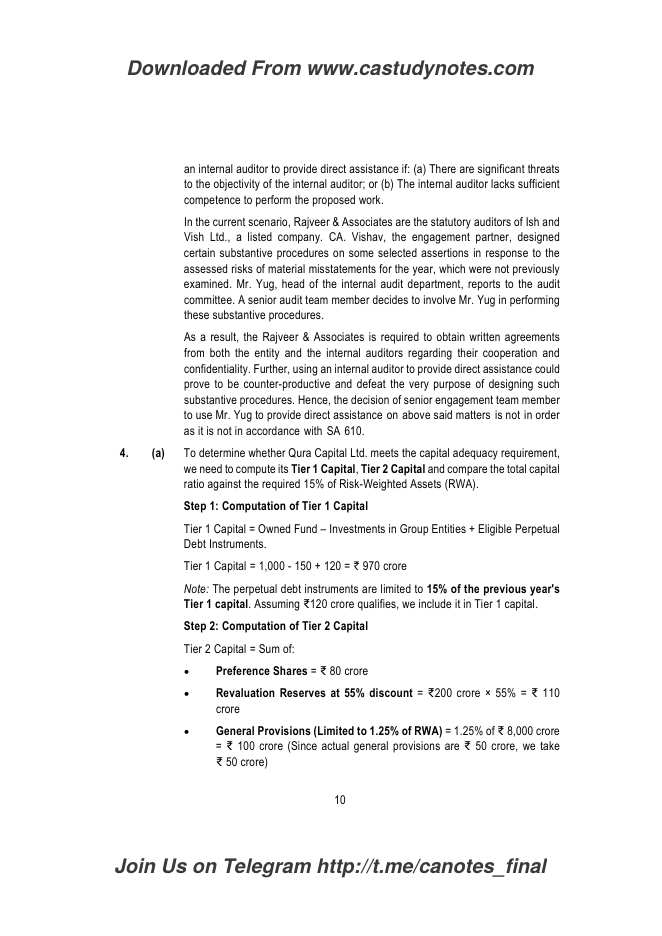 Downloaded From www.castudynotes.com
an internal auditor to provide direct assistance if: (a) There are significant threats
to the objectivity of the internal auditor; or (b) The internal auditor lacks sufficient
competence to perform the proposed work.
In the current scenario, Rajveer & Associates are the statutory auditors of Ish and
Vish Ltd., a listed company. CA. Vishav, the engagement partner, designed
certain substantive procedures on some selected assertions in response to the
assessed risks of material misstatements for the year, which were not previously
examined. Mr. Yug, head of the internal audit department, reports to the audit
committee. A senior audit team member decides to involve Mr. Yug in performing
these substantive procedures.
As a result, the Rajveer & Associates is required to obtain written agreements
from both the entity and the internal auditors regarding their cooperation and
confidentiality. Further, using an internal auditor to provide direct assistance could
prove to be counter-productive and defeat the very purpose of designing such
substantive procedures. Hence, the decision of senior engagement team member
to use Mr. Yug to provide direct assistance on above said matters is not in order
as it is not in accordance with SA 610.
4. (a) To determine whether Qura Capital Ltd. meets the capital adequacy requirement,
we need to compute its Tier 1 Capital, Tier 2 Capital and compare the total capital
ratio against the required 15% of Risk-Weighted Assets (RWA).
Step 1: Computation of Tier 1 Capital
Tier 1 Capital = Owned Fund – Investments in Group Entities + Eligible Perpetual
Debt Instruments.
Tier 1 Capital = 1,000 - 150 + 120 = ₹ 970 crore
Note: The perpetual debt instruments are limited to 15% of the previous year's
Tier 1 capital. Assuming ₹120 crore qualifies, we include it in Tier 1 capital.
Step 2: Computation of Tier 2 Capital
Tier 2 Capital = Sum of:
• Preference Shares = ₹ 80 crore
• Revaluation Reserves at 55% discount = ₹200 crore × 55% = ₹ 110
crore
• General Provisions (Limited to 1.25% of RWA) = 1.25% of ₹ 8,000 crore
= ₹ 100 crore (Since actual general provisions are ₹ 50 crore, we take
₹ 50 crore)
10
Join Us on Telegram http://t.me/canotes_final